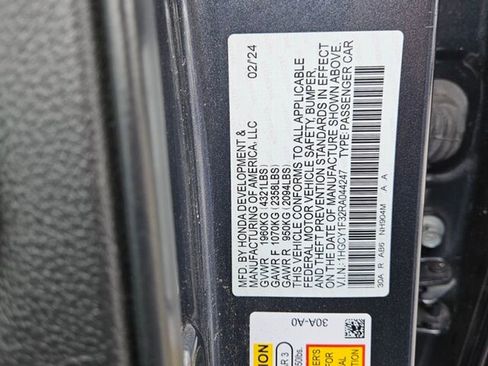 MFD. BY HONDA DEVELOPMENT &
MANUFACTURING OF AMERICA, LLC 02/24
GVWR 1960KG (4321LBS)
GAWR F 1070KG (2358LBS)
GAWR R 950KG (2094LBS)
THIS VEHICLE CONFORMS TO ALL APPLICABLE
FEDERAL MOTOR VEHICLE SAFETY, BUMPER,
AND THEFT PREVENTION STANDARDS IN EFFECT
ON THE DATE OF MANUFACTURE SHOWN ABOVE.
V.I.N.: 1HGCY1F32RA044247 TYPE: PASSENGER CAR
30A R AB6 NH904M A A
30A-A0